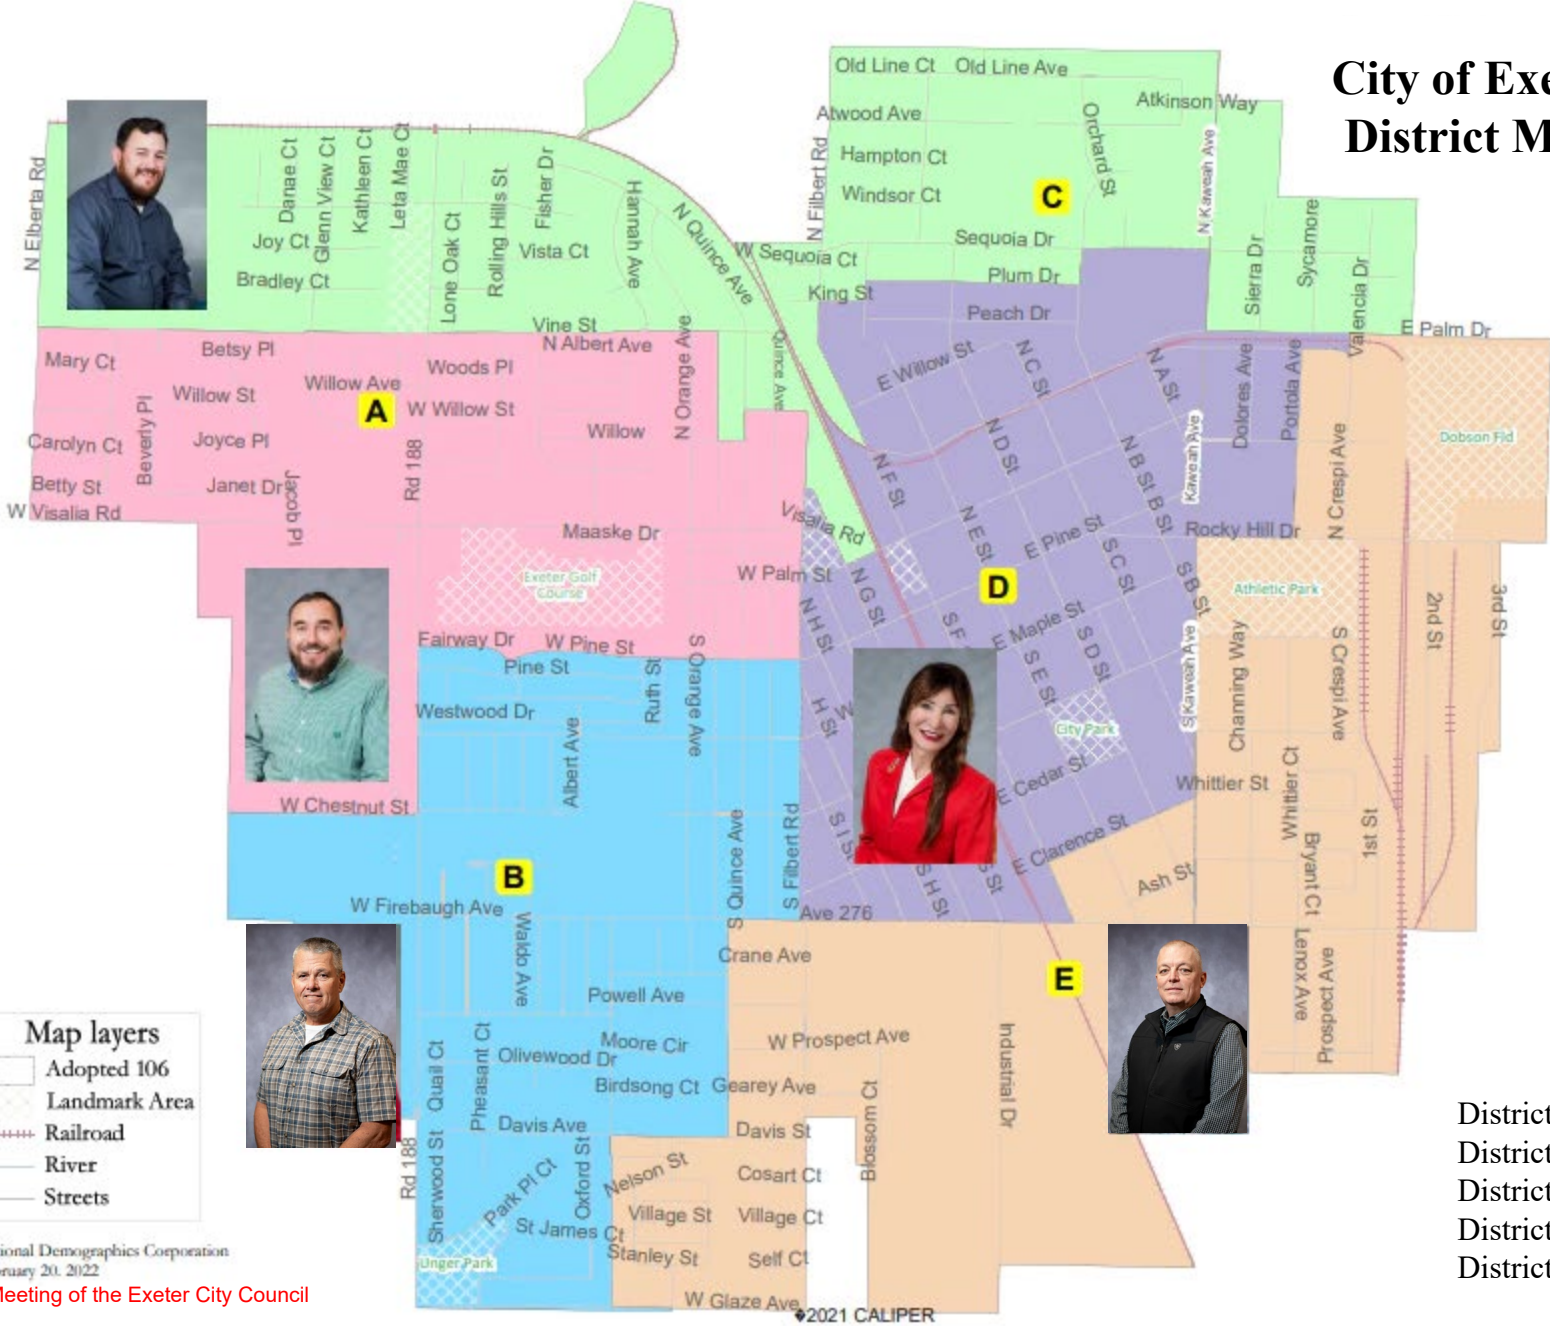 City of Exe
District M
Old Line Ct
Old Line Ave
Atwood Ave
Atkinson Way
Orchard St
Hampton Ct
Windsor Ct
N Filbert Rd
N Kaweah Ave
C
Sequoia Dr
W Sequoia Ct
Plum Dr
King St
Peach Dr
Sierra Dr
Sycamore
Valencia Dr
E Palm Dr
N Elberta Rd
Danae Ct
Glenn View Ct
Kathleen Ct
Leta Mae Ct
Joy Ct
Bradley Ct
Lone Oak Ct
Rolling Hills St
Fisher Dr
Vista Ct
Hannah Ave
N Quince Ave
Vine St
N Albert Ave
N Orange Ave
Quince Ave
Mary Ct
Betsy Pl
Woods Pl
Willow Ave
Willow St
A
W Willow St
Willow
Beverly Pl
Carolyn Ct
Joyce Pl
Rd 188
Betty St
Janet Dr
Jacob Pl
W Visalia Rd
Maaske Dr
Exeter Golf
Course
W Palm St
Visalia Rd
Fairway Dr
W Pine St
E Willow St
N C St
N A St
Dolores Ave
Portola Ave
N Crespi Ave
Dobson Fld
Kaweah Ave
N D St
N B St
B St
N F St
N E St
E Pine St
S C St
Rocky Hill Dr
D
S B St
Athletic Park
N G St
N H St
E Maple St
S D St
S E St
S F
H St
W
City Park
S Kaweah Ave
Channing Way
S Crespi Ave
2nd St
3rd St
E Cedar St
Whittier St
Whittier Ct
1st St
E Clarence St
Ash St
Bryant Ct
Lenox Ave
Prospect Ave
S I St
S H St
S St
Ave 276
Pine St
Ruth St
S Orange Ave
Westwood Dr
Albert Ave
W Chestnut St
B
S Quince Ave
S Filbert Rd
W Firebaugh Ave
Waldo Ave
Crane Ave
E
Powell Ave
Pheasant Ct
Quail Ct
Moore Cir
Olivewood Dr
Birdsong Ct
W Prospect Ave
Gearey Ave
Blossom Ct
Industrial Dr
Davis Ave
Davis St
Rd 188
Sherwood St
Park Pl Ct
Oxford St
Nelson St
Cosart Ct
Village St
Village Ct
St James Ct
Stanley St
Self Ct
Unger Park
W Glaze Ave
�2021 CALIPER
Map layers
Adopted 106
Landmark Area
Railroad
River
Streets
ional Demographics Corporation
ruary 20, 2022
Meeting of the Exeter City Council
District
District
District
District
District